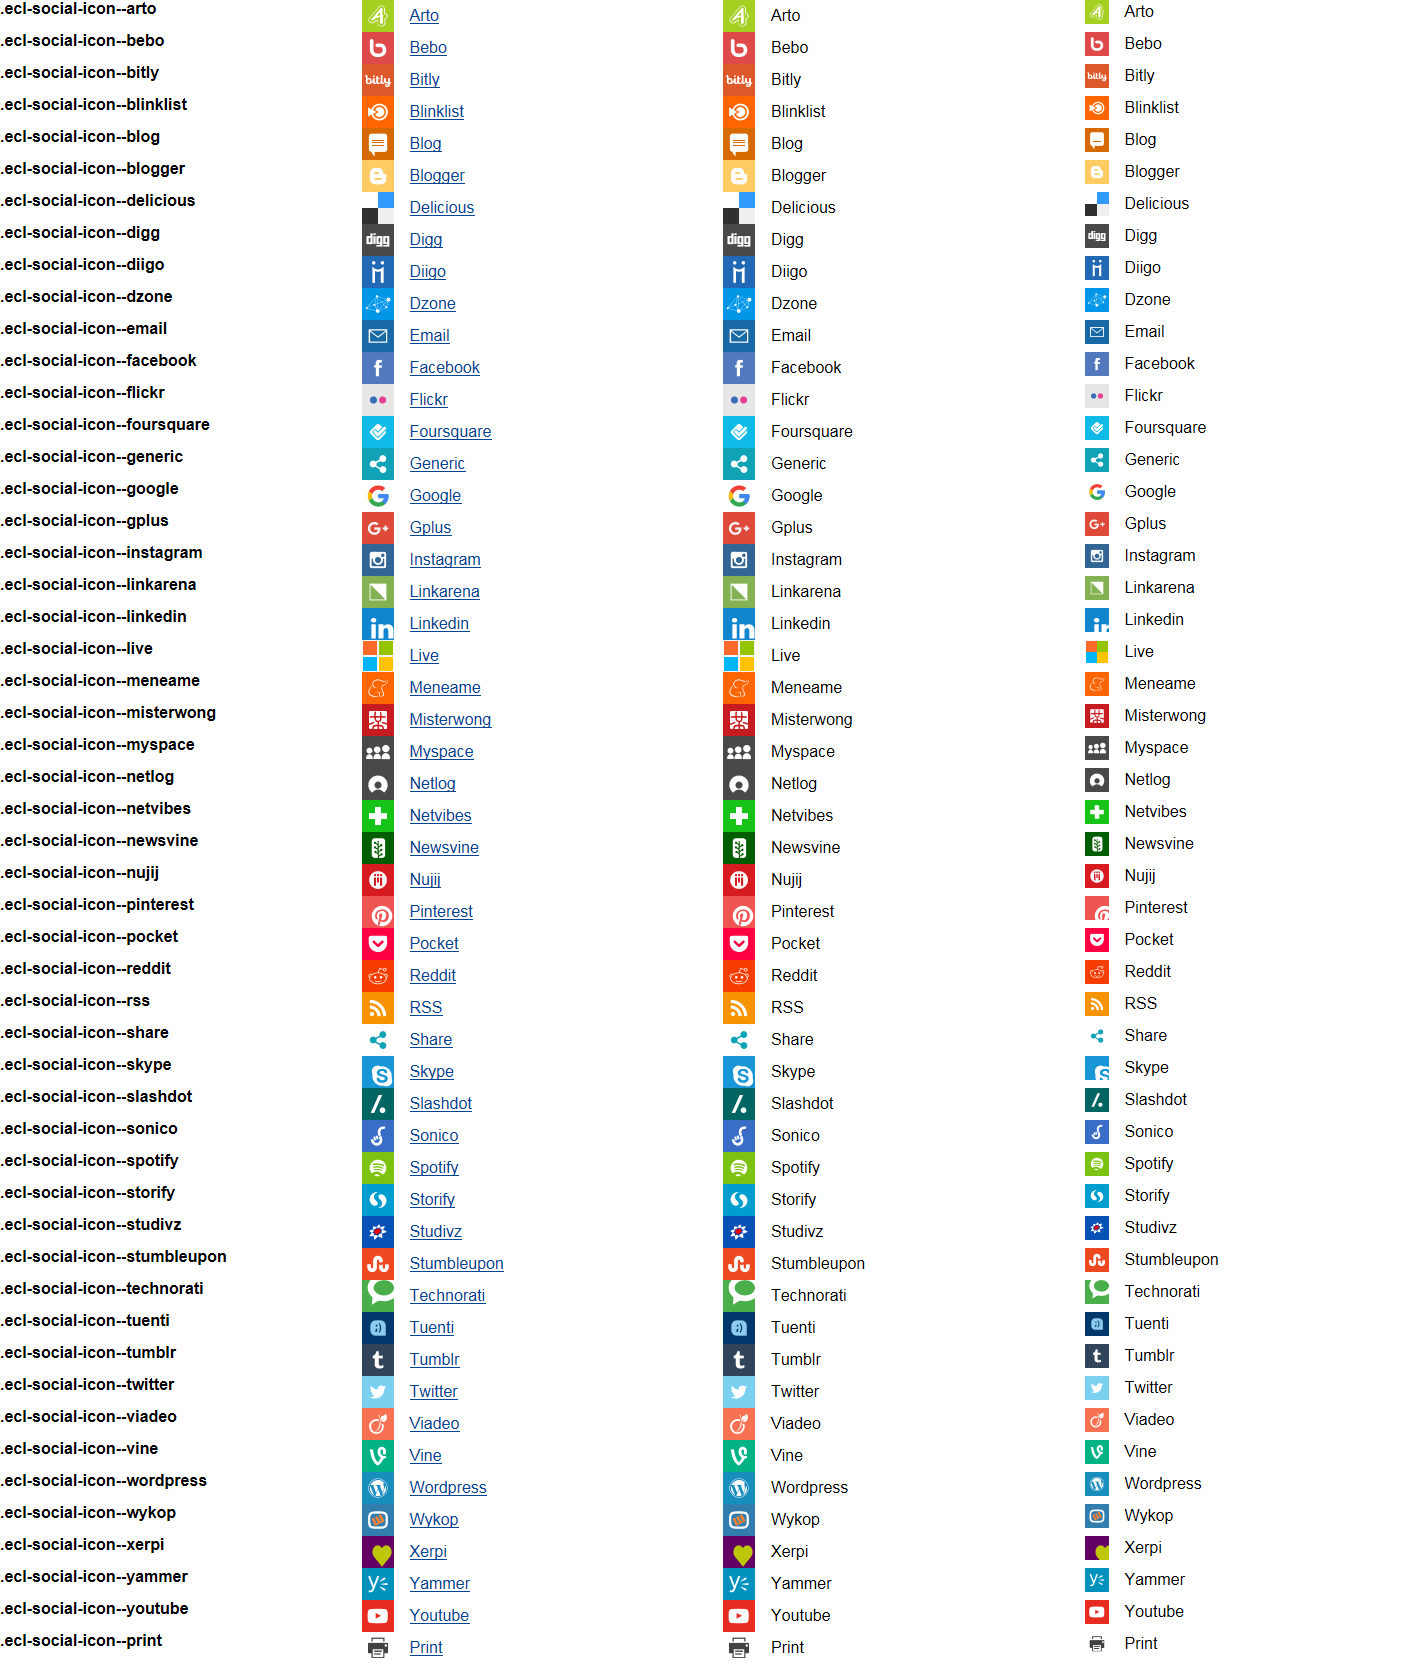 .ecl-social-icon--arto Arto Arto Arto
.ecl-social-icon--bebo Bebo Bebo Bebo
.ecl-social-icon--bitly bitly Bitly bitly Bitly bitly Bitly
.ecl-social-icon--blinklist Blinklist Blinklist Blinklist
.ecl-social-icon--blog Blog Blog Blog
.ecl-social-icon--blogger Blogger Blogger Blogger
.ecl-social-icon--delicious Delicious Delicious Delicious
.ecl-social-icon--digg digg Digg digg Digg digg Digg
.ecl-social-icon--diigo Diigo Diigo Diigo
.ecl-social-icon--dzone Dzone Dzone Dzone
.ecl-social-icon--email Email Email Email
.ecl-social-icon--facebook f Facebook f Facebook f Facebook
.ecl-social-icon--flickr Flickr Flickr Flickr
.ecl-social-icon--foursquare Foursquare Foursquare Foursquare
.ecl-social-icon--generic Generic Generic Generic
.ecl-social-icon--google G Google G Google G Google
.ecl-social-icon--gplus G+ Gplus G+ Gplus G+ Gplus
.ecl-social-icon--instagram Instagram Instagram Instagram
.ecl-social-icon--linkarena Linkarena Linkarena Linkarena
.ecl-social-icon--linkedin in Linkedin in Linkedin in Linkedin
.ecl-social-icon--live Live Live Live
.ecl-social-icon--meneame Meneame Meneame Meneame
.ecl-social-icon--misterwong Misterwong Misterwong Misterwong
.ecl-social-icon--myspace Myspace Myspace Myspace
.ecl-social-icon--netlog Netlog Netlog Netlog
.ecl-social-icon--netvibes Netvibes Netvibes Netvibes
.ecl-social-icon--newsvine Newsvine Newsvine Newsvine
.ecl-social-icon--nujij Nujij Nujij Nujij
.ecl-social-icon--pinterest Pinterest Pinterest Pinterest
.ecl-social-icon--pocket Pocket Pocket Pocket
.ecl-social-icon--reddit Reddit Reddit Reddit
.ecl-social-icon--rss RSS RSS RSS
.ecl-social-icon--share Share Share Share
.ecl-social-icon--skype S Skype S Skype S Skype
.ecl-social-icon--slashdot /. Slashdot /. Slashdot /. Slashdot
.ecl-social-icon--sonico Sonico Sonico Sonico
.ecl-social-icon--spotify Spotify Spotify Spotify
.ecl-social-icon--storify Storify Storify Storify
.ecl-social-icon--studivz Studivz Studivz Studivz
.ecl-social-icon--stumbleupon Stumbleupon Stumbleupon Stumbleupon
.ecl-social-icon--technorati Technorati Technorati Technorati
.ecl-social-icon--tuenti ;) Tuenti ;) Tuenti ;) Tuenti
.ecl-social-icon--tumblr t Tumblr t Tumblr t Tumblr
.ecl-social-icon--twitter Twitter Twitter Twitter
.ecl-social-icon--viadeo Viadeo Viadeo Viadeo
.ecl-social-icon--vine Vine Vine Vine
.ecl-social-icon--wordpress W Wordpress W Wordpress W Wordpress
.ecl-social-icon--wykop Wykop Wykop Wykop
.ecl-social-icon--xerpi Xerpi Xerpi Xerpi
.ecl-social-icon--yammer Yammer Yammer Yammer
.ecl-social-icon--youtube Youtube Youtube Youtube
.ecl-social-icon--print Print Print Print